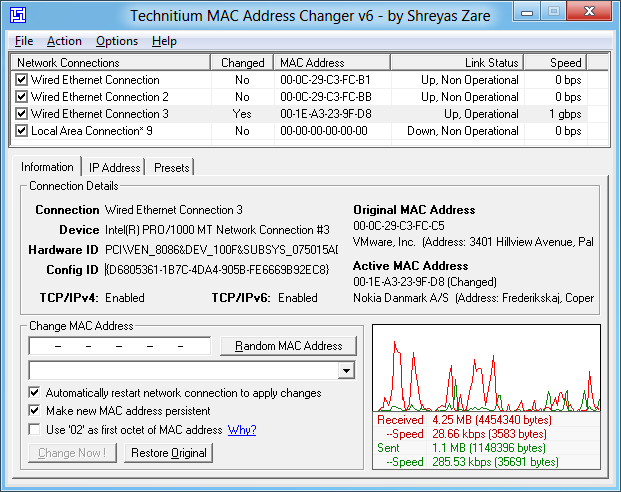 Technitium MAC Address Changer v6 - by Shreyas Zare
File Action Options Help
Network Connections Changed MAC Address Link Status Speed
Wired Ethernet Connection No 00-0C-29-C3-FC-B1 Up, Non Operational 0 bps
Wired Ethernet Connection 2 No 00-0C-29-C3-FC-BB Up, Non Operational 0 bps
Wired Ethernet Connection 3 Yes 00-1E-A3-23-9F-D8 Up, Operational 1 gbps
Local Area Connection* 9 No 00-00-00-00-00-00 Down, Non Operational 0 bps
Information IP Address Presets
Connection Details
Connection Wired Ethernet Connection 3
Device Intel(R) PRO/1000 MT Network Connection #3
Hardware ID PCI\VEN_8086&DEV_100F&SUBSYS_075015AD
Config ID {D6805361-1B7C-4DA4-905B-FE6669B92EC8}
TCP/IPv4: Enabled TCP/IPv6: Enabled
Original MAC Address
00-0C-29-C3-FC-C5
VMware, Inc. (Address: 3401 Hillview Avenue, Pal
Active MAC Address
00-1E-A3-23-9F-D8 (Changed)
Nokia Danmark A/S (Address: Frederikskaj, Coper
Change MAC Address
- - - - -
Random MAC Address
Automatically restart network connection to apply changes
Make new MAC address persistent
Use '02' as first octet of MAC address Why?
Change Now ! Restore Original
Received 4.25 MB (4454340 bytes)
--Speed 28.66 kbps (3583 bytes)
Sent 1.1 MB (1148396 bytes)
--Speed 285.53 kbps (35691 bytes)